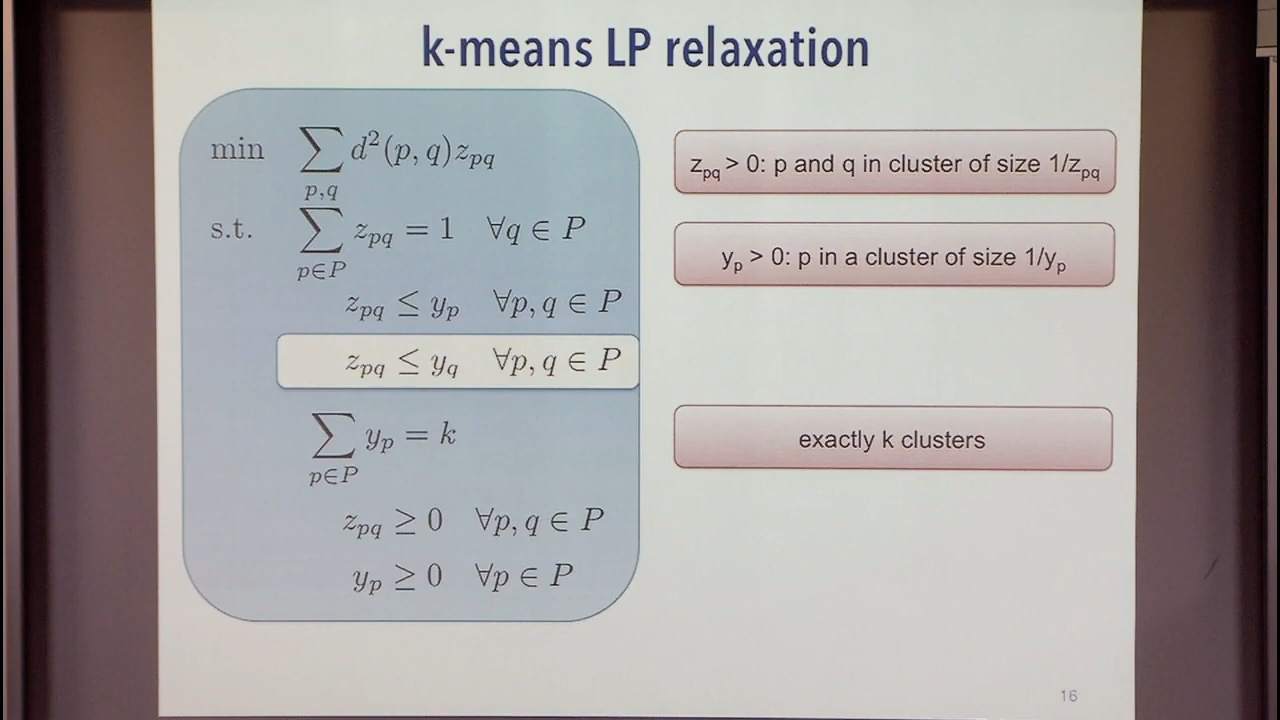 k-means LP relaxation
min ∑_{p,q} d²(p, q)z_{pq}
s.t. ∑_{p∈P} z_{pq} = 1 ∀q ∈ P
z_{pq} ≤ y_p ∀p, q ∈ P
z_{pq} ≤ y_q ∀p, q ∈ P
∑_{p∈P} y_p = k
z_{pq} ≥ 0 ∀p, q ∈ P
y_p ≥ 0 ∀p ∈ P
z_{pq} > 0: p and q in cluster of size 1/z_{pq}
y_p > 0: p in a cluster of size 1/y_p
exactly k clusters
16